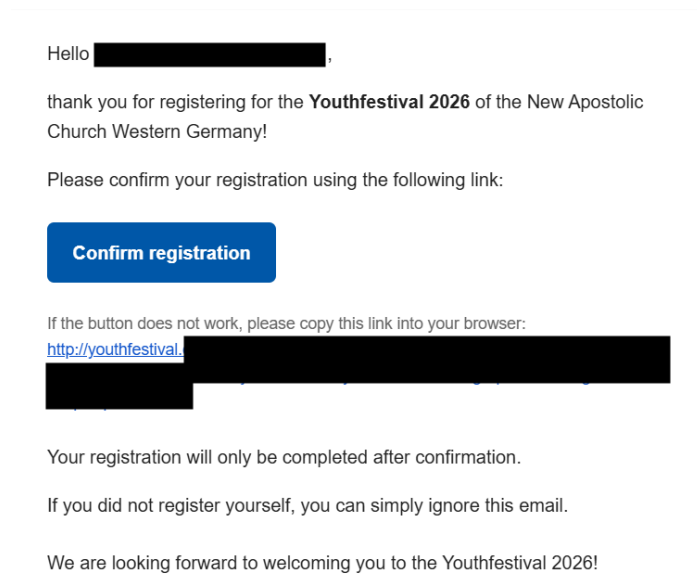 Hello ,
thank you for registering for the Youthfestival 2026 of the New Apostolic
Church Western Germany!
Please confirm your registration using the following link:
Confirm registration
If the button does not work, please copy this link into your browser:
http://youthfestival.
Your registration will only be completed after confirmation.
If you did not register yourself, you can simply ignore this email.
We are looking forward to welcoming you to the Youthfestival 2026!